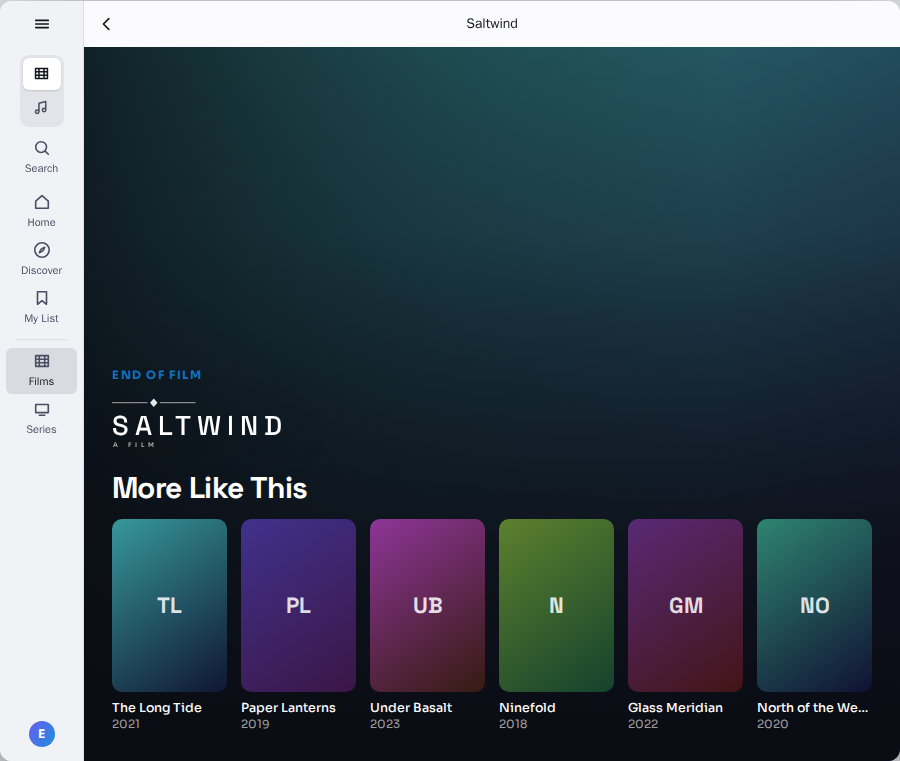 Saltwind
Search
Home
Discover
My List
Films
Series
E
END OF FILM
SALTWIND
A FILM
More Like This
TL
PL
UB
N
GM
NO
The Long Tide
Paper Lanterns
Under Basalt
Ninefold
Glass Meridian
North of the We...
2021
2019
2023
2018
2022
2020